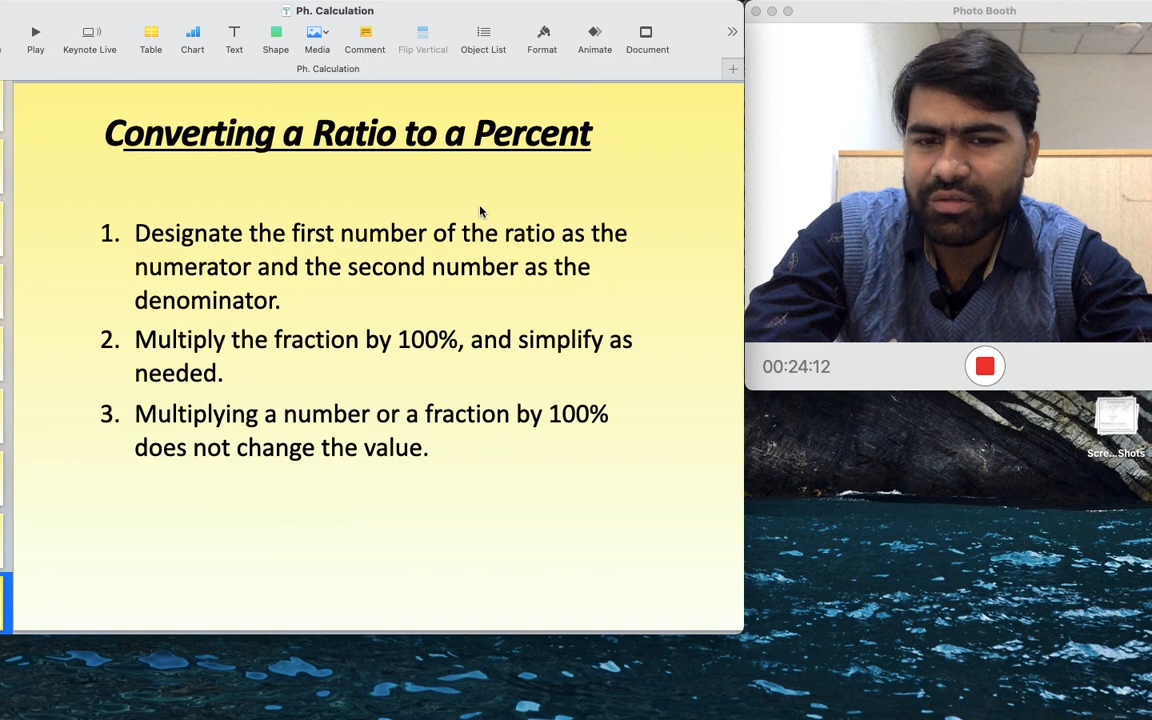 Ph. Calculation
Play
Keynote Live
Table
Chart
Text
Shape
Media
Comment
Flip Vertical
Object List
Format
Animate
Document
Ph. Calculation
Converting a Ratio to a Percent
1. Designate the first number of the ratio as the
numerator and the second number as the
denominator.
2. Multiply the fraction by 100%, and simplify as
needed.
3. Multiplying a number or a fraction by 100%
does not change the value.
Photo Booth
00:24:12
Scre...Shots